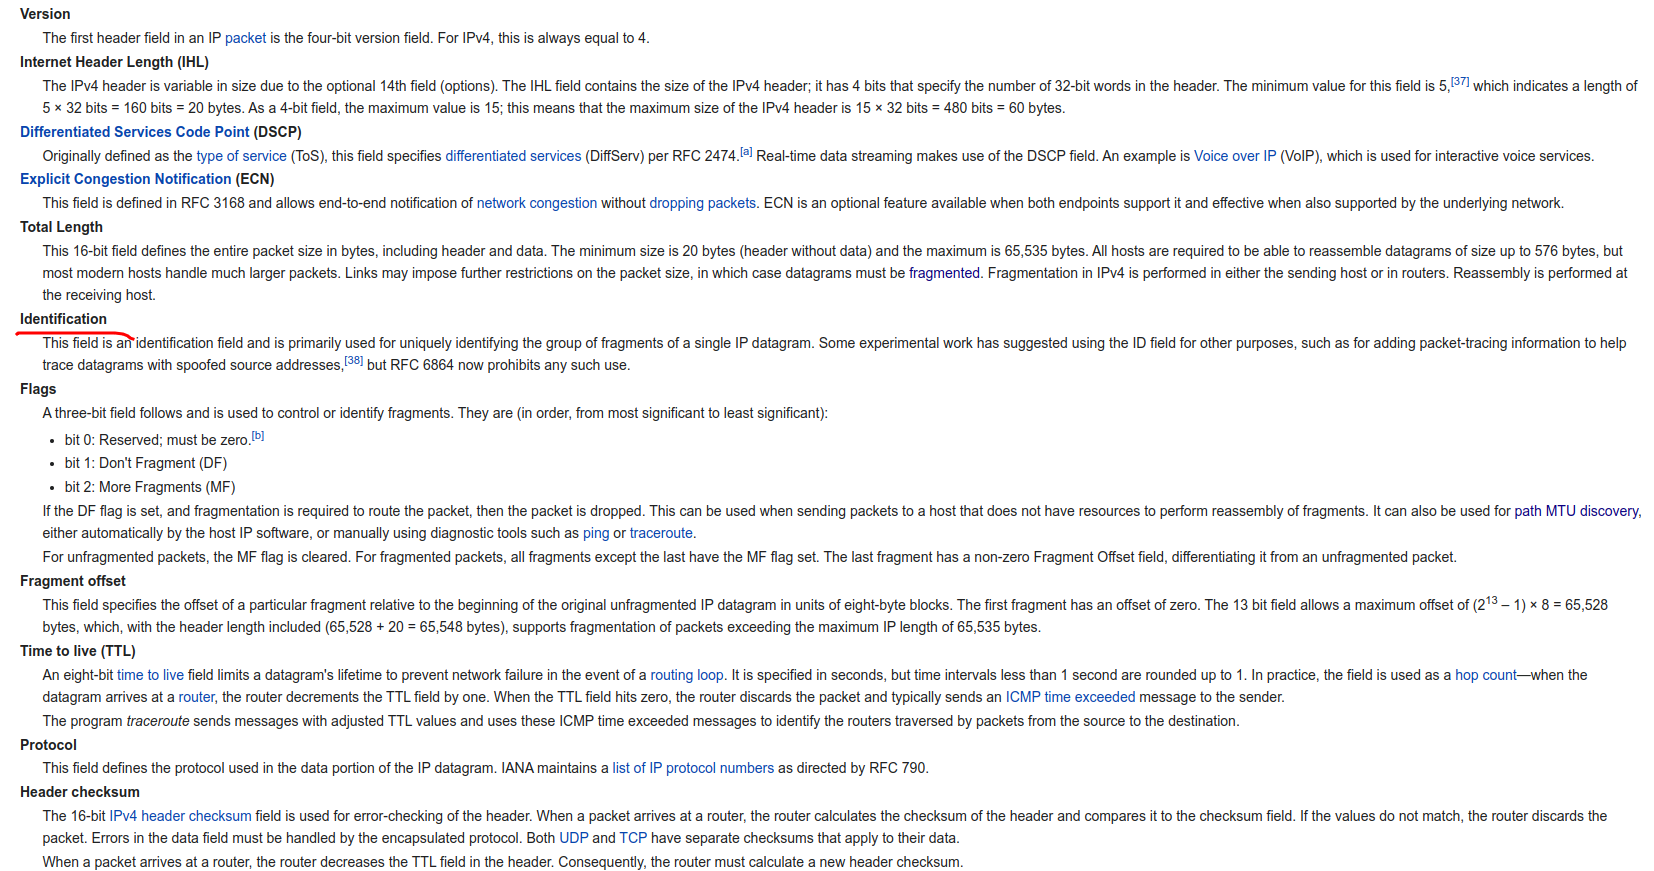 Version
The first header field in an IP packet is the four-bit version field. For IPv4, this is always equal to 4.
Internet Header Length (IHL)
The IPv4 header is variable in size due to the optional 14th field (options). The IHL field contains the size of the IPv4 header; it has 4 bits that specify the number of 32-bit words in the header. The minimum value for this field is 5,[37] which indicates a length of
5 × 32 bits = 160 bits = 20 bytes. As a 4-bit field, the maximum value is 15; this means that the maximum size of the IPv4 header is 15 × 32 bits = 480 bits = 60 bytes.
Differentiated Services Code Point (DSCP)
Originally defined as the type of service (ToS), this field specifies differentiated services (DiffServ) per RFC 2474.[a] Real-time data streaming makes use of the DSCP field. An example is Voice over IP (VoIP), which is used for interactive voice services.
Explicit Congestion Notification (ECN)
This field is defined in RFC 3168 and allows end-to-end notification of network congestion without dropping packets. ECN is an optional feature available when both endpoints support it and effective when also supported by the underlying network.
Total Length
This 16-bit field defines the entire packet size in bytes, including header and data. The minimum size is 20 bytes (header without data) and the maximum is 65,535 bytes. All hosts are required to be able to reassemble datagrams of size up to 576 bytes, but
most modern hosts handle much larger packets. Links may impose further restrictions on the packet size, in which case datagrams must be fragmented. Fragmentation in IPv4 is performed in either the sending host or in routers. Reassembly is performed at
the receiving host.
Identification
This field is an identification field and is primarily used for uniquely identifying the group of fragments of a single IP datagram. Some experimental work has suggested using the ID field for other purposes, such as for adding packet-tracing information to help
trace datagrams with spoofed source addresses,[38] but RFC 6864 now prohibits any such use.
Flags
A three-bit field follows and is used to control or identify fragments. They are (in order, from most significant to least significant):
• bit 0: Reserved; must be zero.[b]
• bit 1: Don't Fragment (DF)
• bit 2: More Fragments (MF)
If the DF flag is set, and fragmentation is required to route the packet, then the packet is dropped. This can be used when sending packets to a host that does not have resources to perform reassembly of fragments. It can also be used for path MTU discovery,
either automatically by the host IP software, or manually using diagnostic tools such as ping or traceroute.
For unfragmented packets, the MF flag is cleared. For fragmented packets, all fragments except the last have the MF flag set. The last fragment has a non-zero Fragment Offset field, differentiating it from an unfragmented packet.
Fragment offset
This field specifies the offset of a particular fragment relative to the beginning of the original unfragmented IP datagram in units of eight-byte blocks. The first fragment has an offset of zero. The 13 bit field allows a maximum offset of (2¹³ – 1) × 8 = 65,528
bytes, which, with the header length included (65,528 + 20 = 65,548 bytes), supports fragmentation of packets exceeding the maximum IP length of 65,535 bytes.
Time to live (TTL)
An eight-bit time to live field limits a datagram's lifetime to prevent network failure in the event of a routing loop. It is specified in seconds, but time intervals less than 1 second are rounded up to 1. In practice, the field is used as a hop count—when the
datagram arrives at a router, the router decrements the TTL field by one. When the TTL field hits zero, the router discards the packet and typically sends an ICMP time exceeded message to the sender.
The program traceroute sends messages with adjusted TTL values and uses these ICMP time exceeded messages to identify the routers traversed by packets from the source to the destination.
Protocol
This field defines the protocol used in the data portion of the IP datagram. IANA maintains a list of IP protocol numbers as directed by RFC 790.
Header checksum
The 16-bit IPv4 header checksum field is used for error-checking of the header. When a packet arrives at a router, the router calculates the checksum of the header and compares it to the checksum field. If the values do not match, the router discards the
packet. Errors in the data field must be handled by the encapsulated protocol. Both UDP and TCP have separate checksums that apply to their data.
When a packet arrives at a router, the router decreases the TTL field in the header. Consequently, the router must calculate a new header checksum.